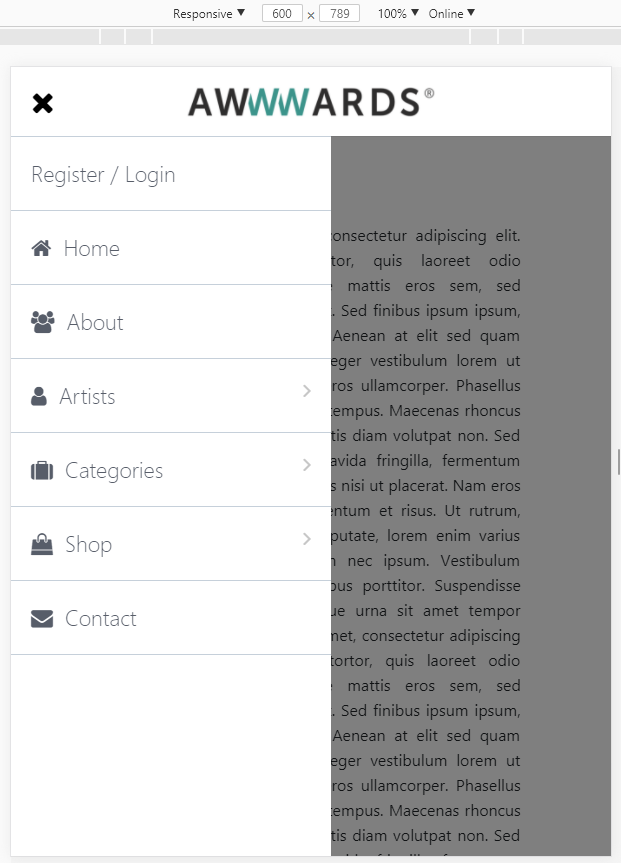 Responsive ▼ 600 x 789 100% ▼ Online ▼
AWWWARDS®
Register / Login
Home
About
Artists
Categories
Shop
Contact
consectetur adipiscing elit.
tor, quis laoreet odio
mattis eros sem, sed
. Sed finibus ipsum ipsum,
Aenean at elit sed quam
eger vestibulum lorem ut
ros ullamcorper. Phasellus
tempus. Maecenas rhoncus
tis diam volutpat non. Sed
avida fringilla, fermentum
s nisi ut placerat. Nam eros
entum et risus. Ut rutrum,
putate, lorem enim varius
nec ipsum. Vestibulum
bus porttitor. Suspendisse
ue urna sit amet tempor
met, consectetur adipiscing
tortor, quis laoreet odio
mattis eros sem, sed
. Sed finibus ipsum ipsum,
Aenean at elit sed quam
eger vestibulum lorem ut
ros ullamcorper. Phasellus
tempus. Maecenas rhoncus
tis diam volutpat non. Sed